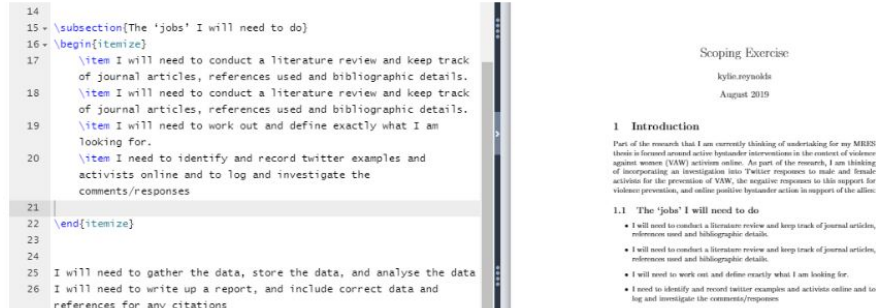 14
15 \subsection{The ‘jobs’ I will need to do}
16 \begin{itemize}
17 \item I will need to conduct a literature review and keep track
of journal articles, references used and bibliographic details.
18 \item I will need to conduct a literature review and keep track
of journal articles, references used and bibliographic details.
19 \item I will need to work out and define exactly what I am
looking for.
20 \item I need to identify and record twitter examples and
activists online and to log and investigate the
comments/responses
21
22 \end{itemize}
23
24
25 I will need to gather the data, store the data, and analyse the data
26 I will need to write up a report, and include correct data and
references for any citations
Scoping Exercise
kylie.reynolds
August 2019
1 Introduction
Part of the research that I am currently thinking of undertaking for my MRES
thesis is focused around active bystander interventions in the context of violence
against women (VAW) activism online. As part of the research, I am thinking
of incorporating an investigation into Twitter responses to male and female
activists for the prevention of VAW, the negative responses to this support for
violence prevention, and online positive bystander action in support of the allies:
1.1 The ‘jobs’ I will need to do
• I will need to conduct a literature review and keep track of journal articles,
references used and bibliographic details.
• I will need to conduct a literature review and keep track of journal articles,
references used and bibliographic details.
• I will need to work out and define exactly what I am looking for.
• I need to identify and record twitter examples and activists online and to
log and investigate the comments/responses